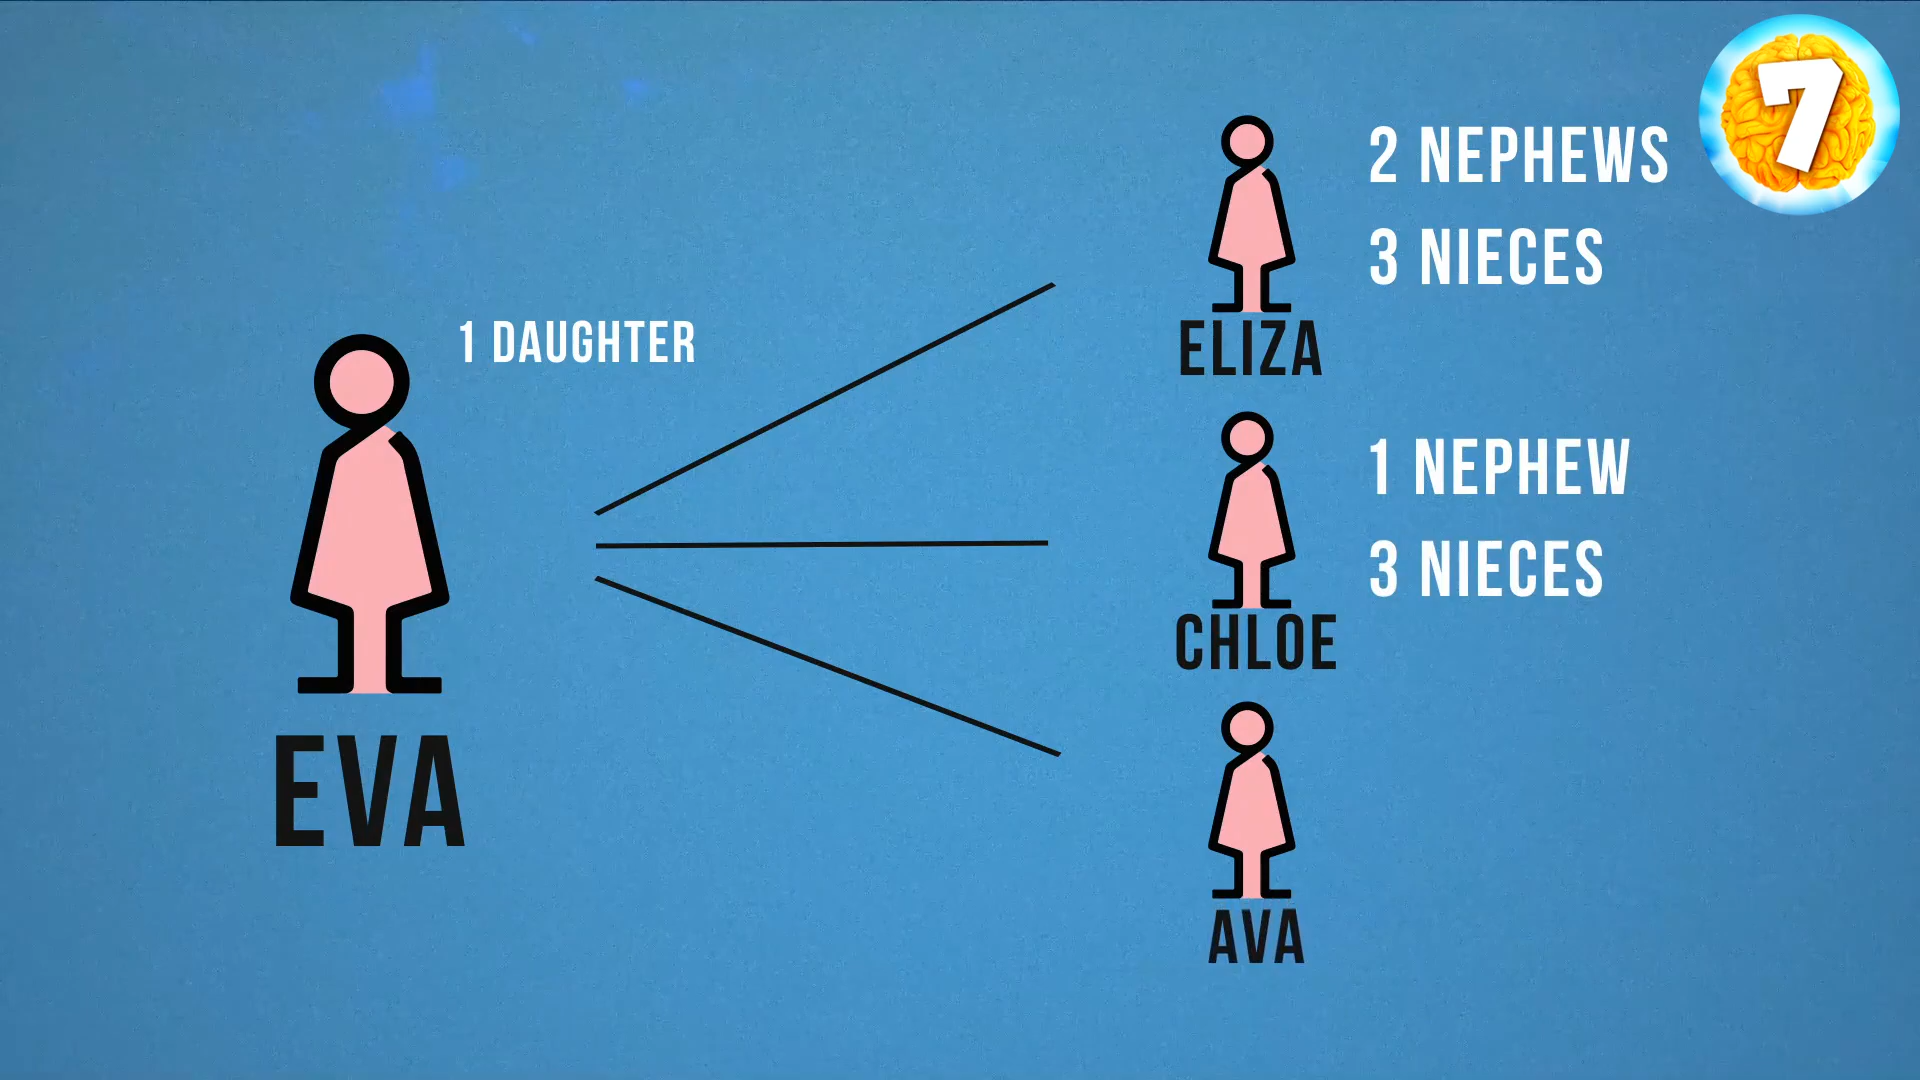 7
2 NEPHEWS
3 NIECES
1 DAUGHTER
ELIZA
1 NEPHEW
3 NIECES
CHLOE
EVA
AVA